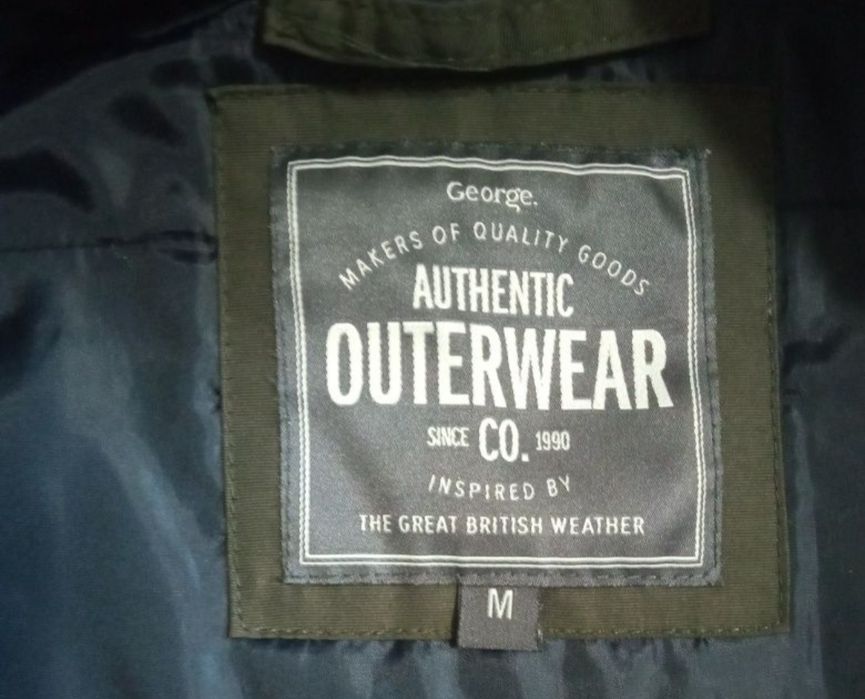 George.
MAKERS OF QUALITY GOODS
AUTHENTIC
OUTERWEAR
SINCE CO. 1990
INSPIRED BY
THE GREAT BRITISH WEATHER
M